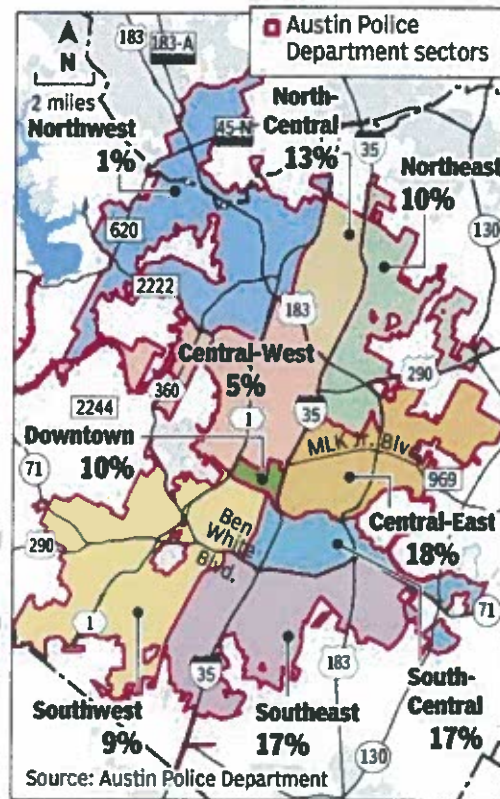 Austin Police
Department sectors
183
183-A
N
2 miles
Northwest
1%
45-N
North-
Central
13%
35
Northeast
10%
130
620
2222
183
Central-West
5%
290
360
2244
1
35
Downtown
10%
MLK Jr. Blvd.
71
969
Ben
White
Blvd.
Central-East
18%
290
71
1
35
183
South-
Central
17%
Southwest
9%
Southeast
17%
130
Source: Austin Police Department